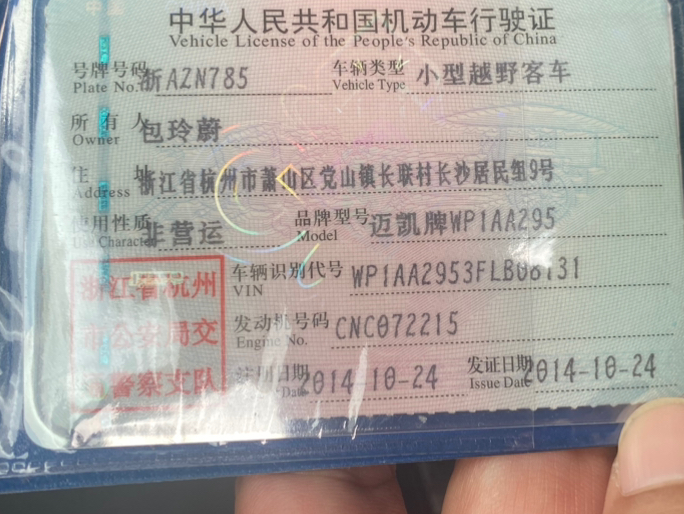 中华人民共和国机动车行驶证
Vehicle License of the People's Republic of China
号牌号码 浙AZN785 车辆类型 小型越野客车
Plate No. Vehicle Type
所有人 包玲蔚
Owner
住址 浙江省杭州市萧山区党山镇长联村长沙居民组9号
Address
使用性质 非营运 品牌型号 迈凯牌WP1AA295
Use Character Model
车辆识别代号 WP1AA2953FLB08131
VIN
发动机号码 CNC072215
Engine No.
注册日期 2014-10-24 发证日期 2014-10-24
Date Issue Date
浙江省杭州
市公安局交
通警察支队